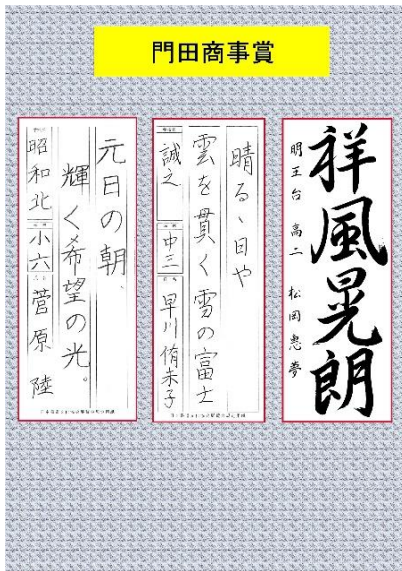 門田商事賞
祥風晃朗
明王台 高二 松岡恵夢
晴るゝ日や
雲を貫く雪の富士
誠之 中三 早川侑未子
元日の朝、
輝く希望の光。
昭和北 小六 菅原陸